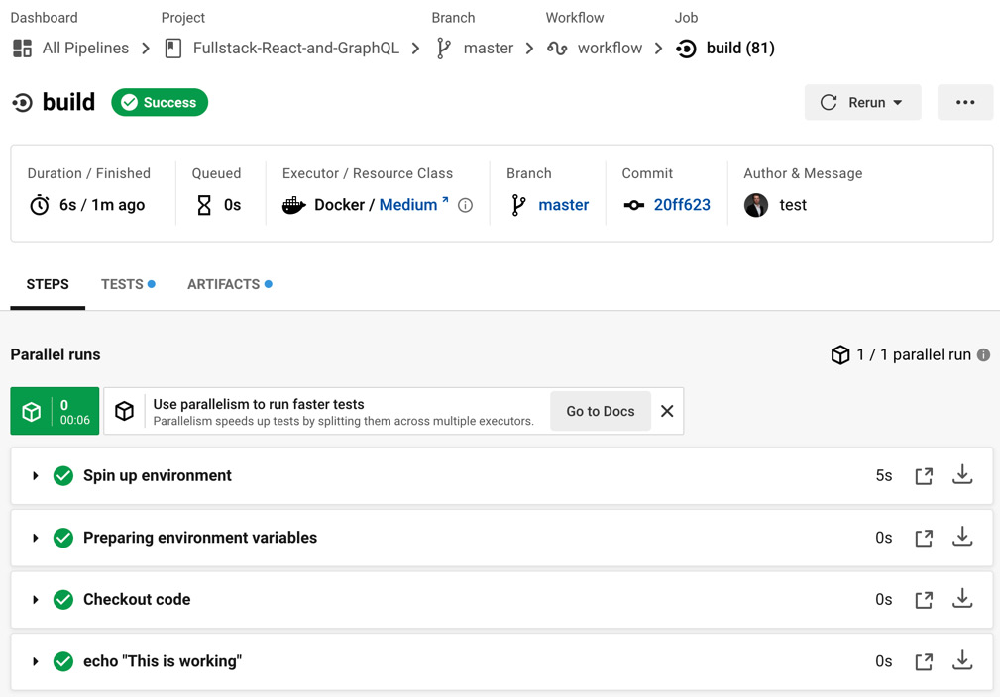 Dashboard Project Branch Workflow Job
All Pipelines Fullstack-React-and-GraphQL master workflow build (81)
build Success Rerun
Duration / Finished Queued Executor / Resource Class Branch Commit Author & Message
6s / 1m ago 0s Docker / Medium master 20ff623 test
STEPS TESTS ARTIFACTS
Parallel runs 1 / 1 parallel run
0 Use parallelism to run faster tests Go to Docs
00:06 Parallelism speeds up tests by splitting them across multiple executors.
Spin up environment 5s
Preparing environment variables 0s
Checkout code 0s
echo "This is working" 0s